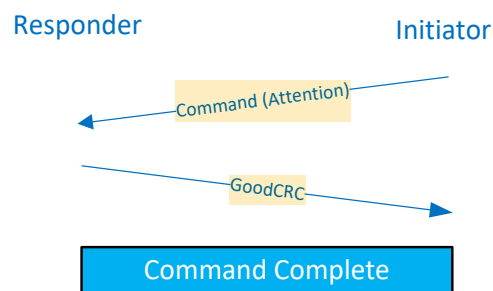 Responder
Initiator
Command (Attention)
GoodCRC
Command Complete